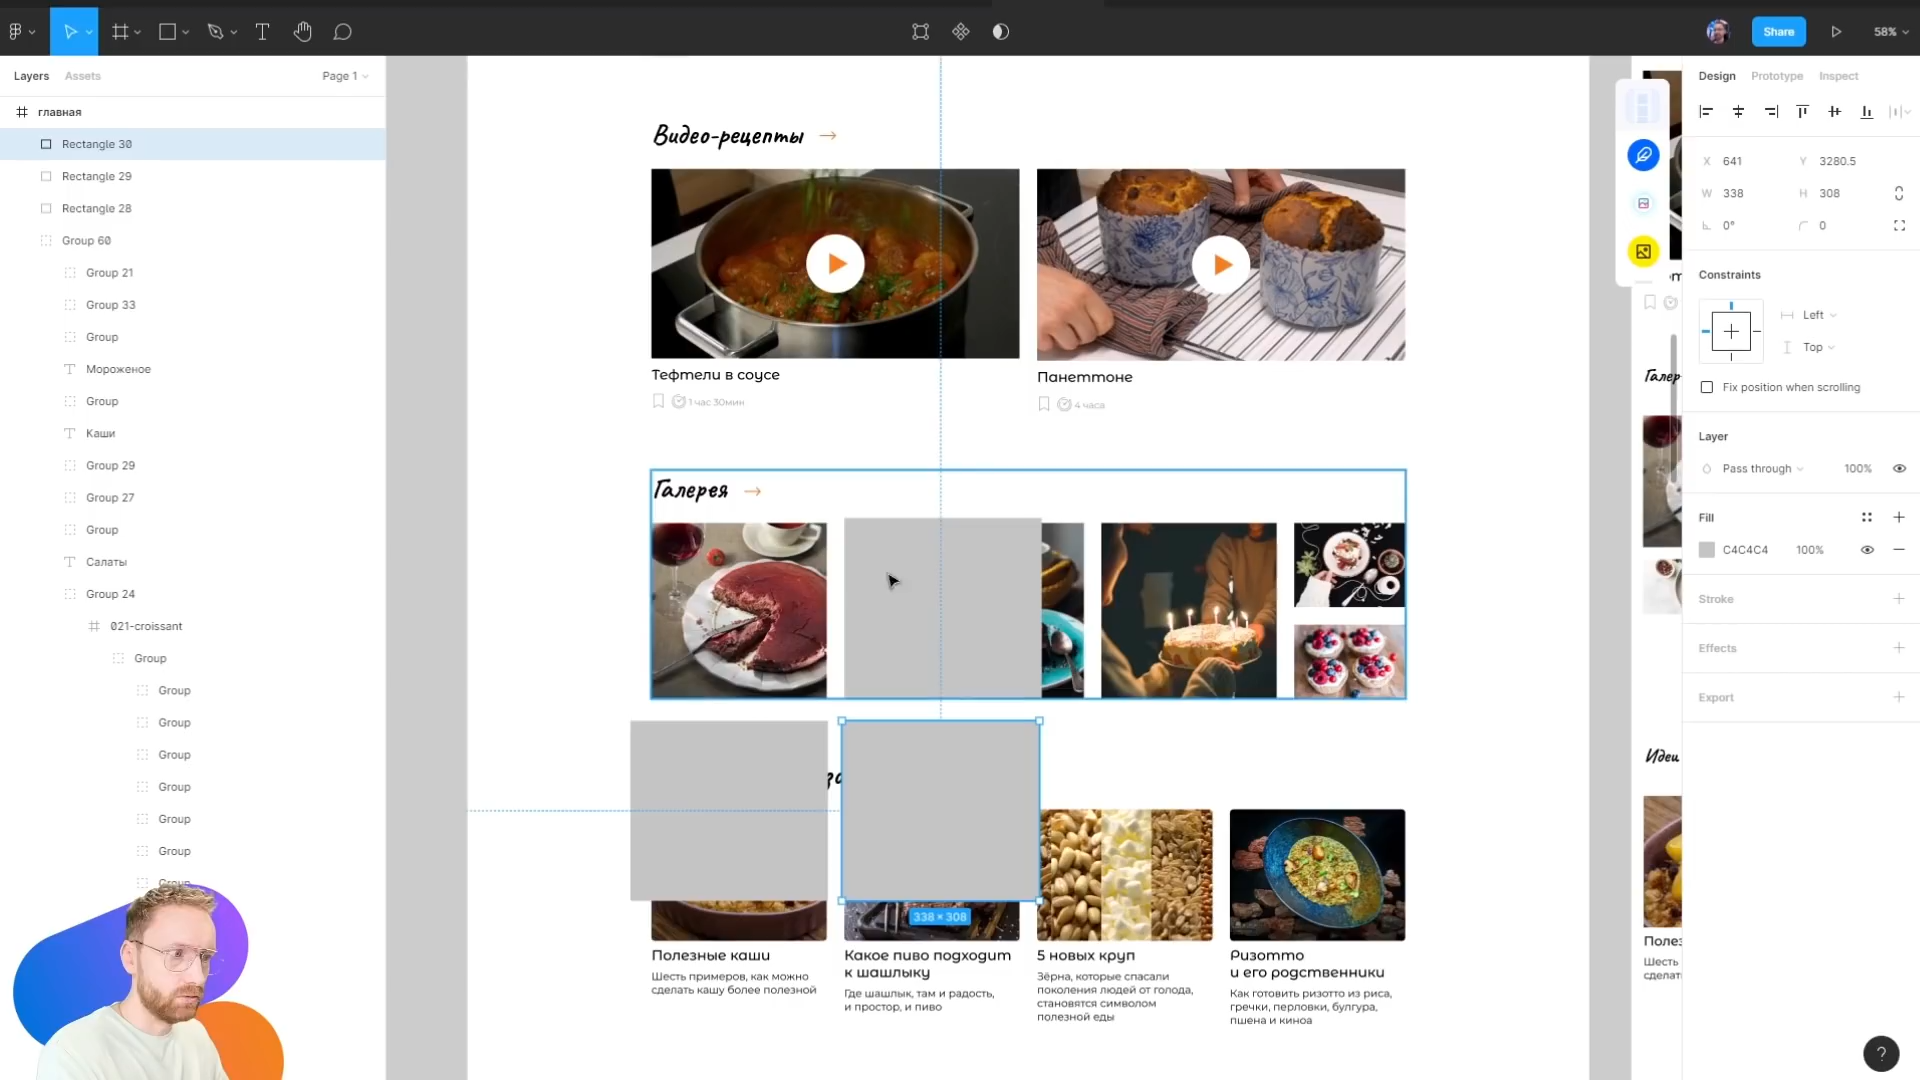 Share
58%
Layers
Assets
Page 1
главная
Rectangle 30
Rectangle 29
Rectangle 28
Group 60
Group 21
Group 33
Group
Мороженое
Group
Каши
Group 29
Group 27
Group
Салаты
Group 24
021-croissant
Group
Group
Group
Group
Group
Group
Group
Group
Видео-рецепты
Тефтели в соусе
1 час 30мин
Панеттоне
4 часа
Галерея
338 × 308
Полезные каши
Шесть примеров, как можно
сделать кашу более полезной
Какое пиво подходит
к шашлыку
Где шашлык, там и радость,
и простор, и пиво
5 новых круп
Зёрна, которые спасали
поколения людей от голода,
становятся символом
полезной еды
Ризотто
и его родственники
Как готовить ризотто из риса,
гречки, перловки, булгура,
пшена и киноа
Галер
Идеи
Полез
Шесть
сделат
Design
Prototype
Inspect
X 641
Y 3280.5
W 338
H 308
0°
0
Constraints
Left
Top
Fix position when scrolling
Layer
Pass through
100%
Fill
C4C4C4
100%
Stroke
Effects
Export
?